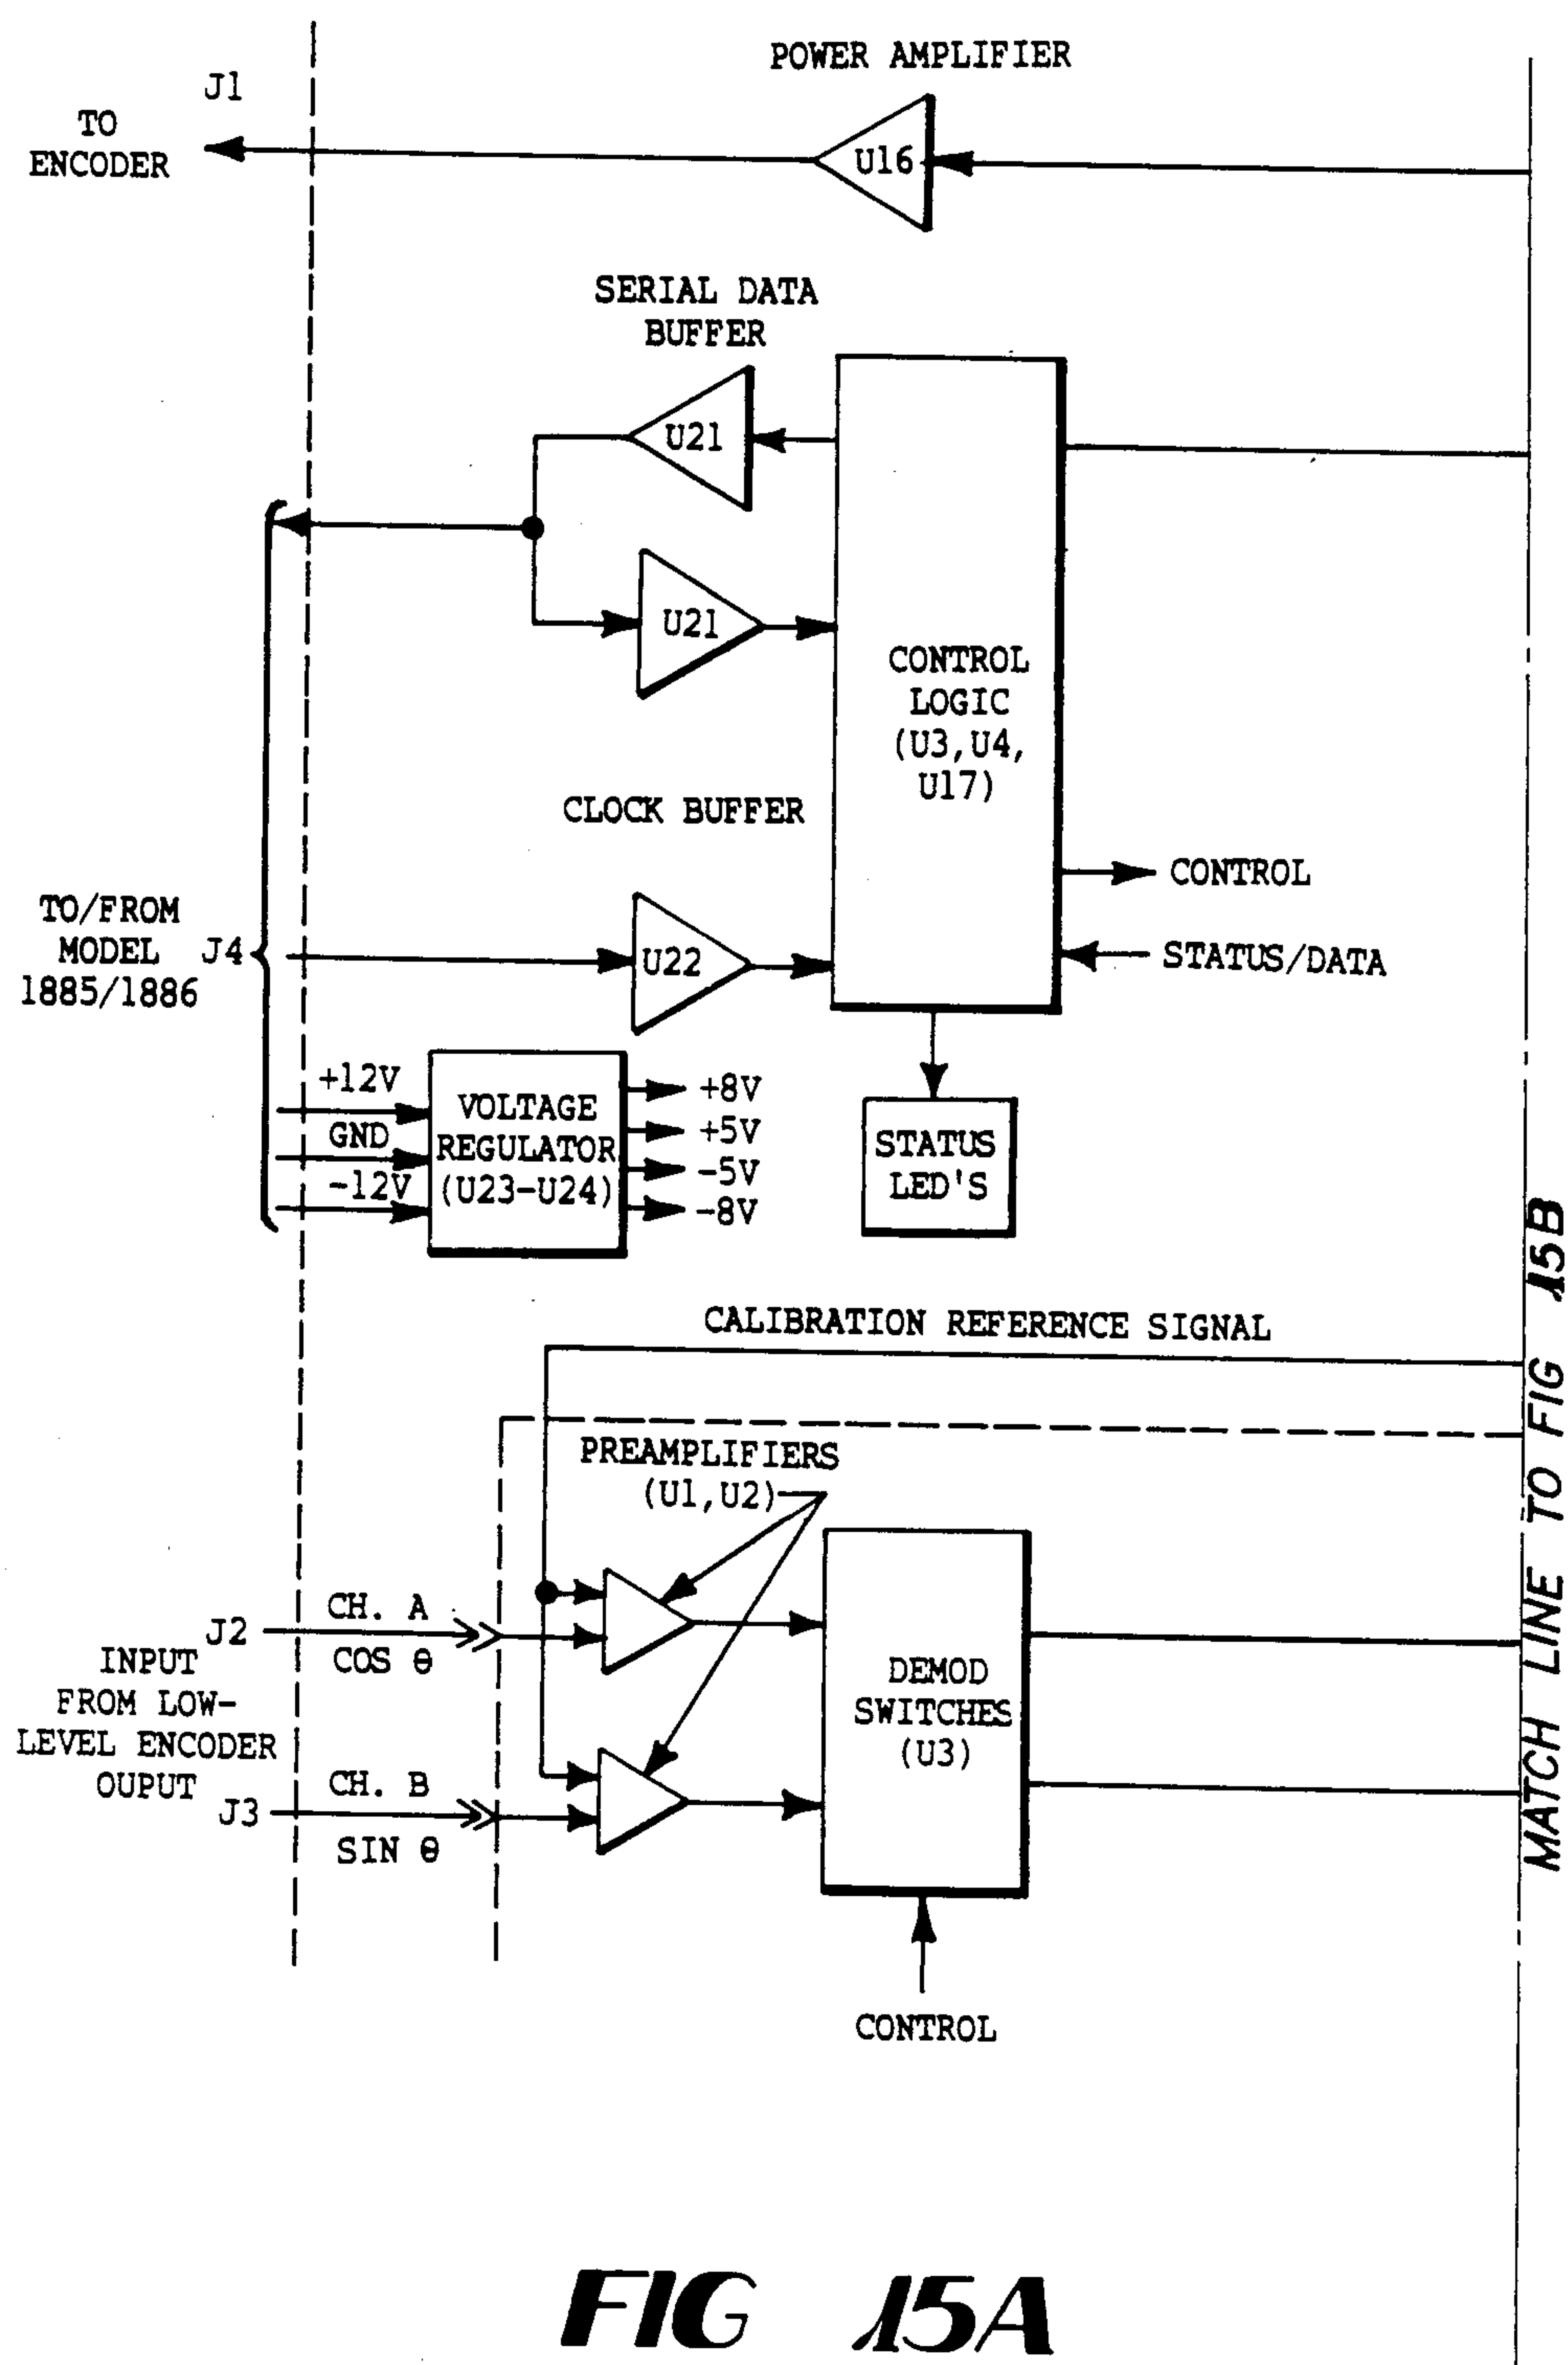 POWER AMPLIFIER
J1
TO
ENCODER
U16
SERIAL DATA
BUFFER
U21
U21
CONTROL
LOGIC
(U3,U4,
U17)
CLOCK BUFFER
CONTROL
TO/FROM
MODEL
1885/1886
J4
U22
STATUS/DATA
+12V
GND
-12V
VOLTAGE
REGULATOR
(U23-U24)
+8V
+5V
-5V
-8V
STATUS
LED'S
CALIBRATION REFERENCE SIGNAL
PREAMPLIFIERS
(U1,U2)
J2
CH. A
COS θ
INPUT
FROM LOW-
LEVEL ENCODER
OUPUT
J3
CH. B
SIN θ
DEMOD
SWITCHES
(U3)
CONTROL
MATCH LINE TO FIG 15B
FIG 15A